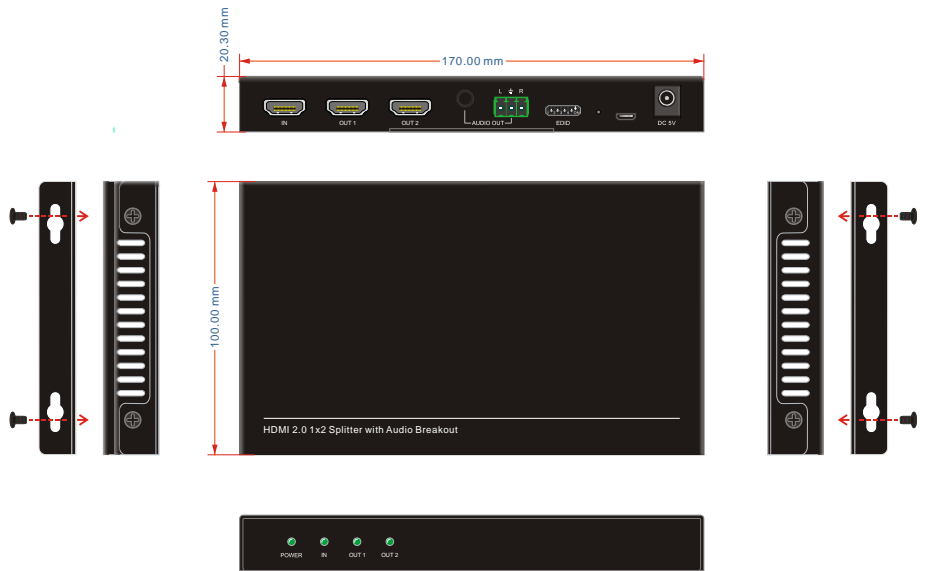 20.30 mm
170.00 mm
L R
IN OUT 1 OUT 2 AUDIO OUT EDID DC 5V
100.00 mm
HDMI 2.0 1x2 Splitter with Audio Breakout
POWER IN OUT 1 OUT 2